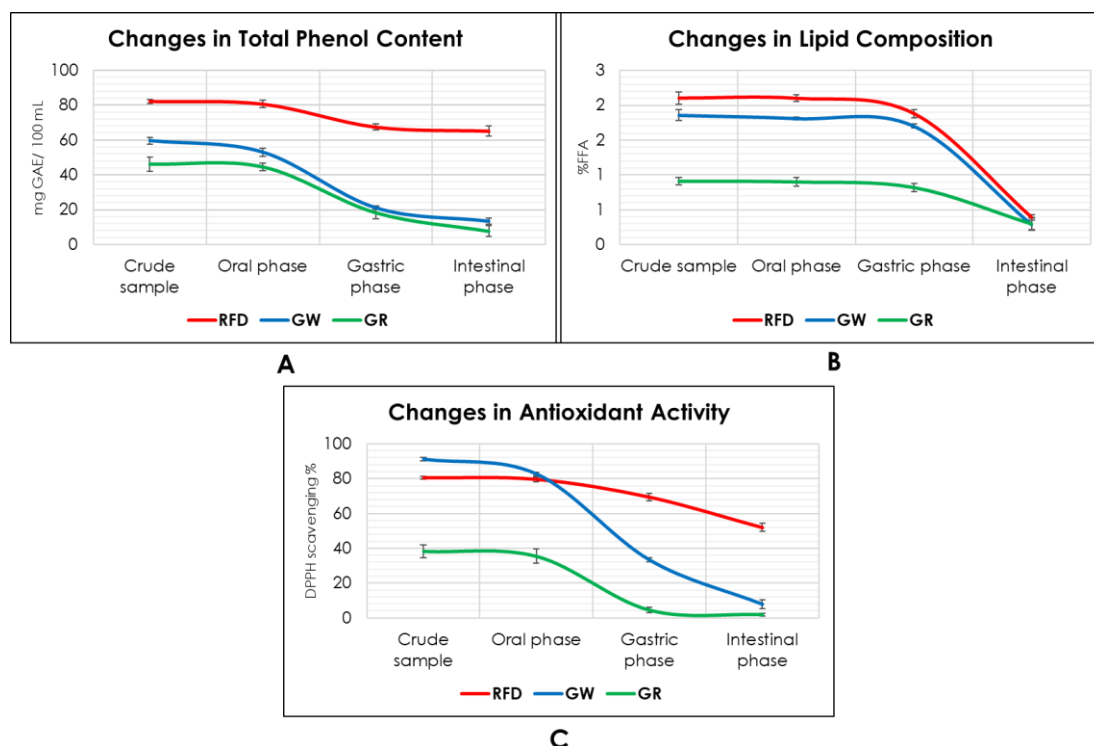 Changes in Total Phenol Content
mg GAE/ 100 mL
100
80
60
40
20
0
Crude sample
Oral phase
Gastric phase
Intestinal phase
RFD GW GR
A
Changes in Lipid Composition
%FFA
3
2
2
1
1
0
Crude sample
Oral phase
Gastric phase
Intestinal phase
RFD GW GR
B
Changes in Antioxidant Activity
DPPH scavenging %
100
80
60
40
20
0
Crude sample
Oral phase
Gastric phase
Intestinal phase
RFD GW GR
C